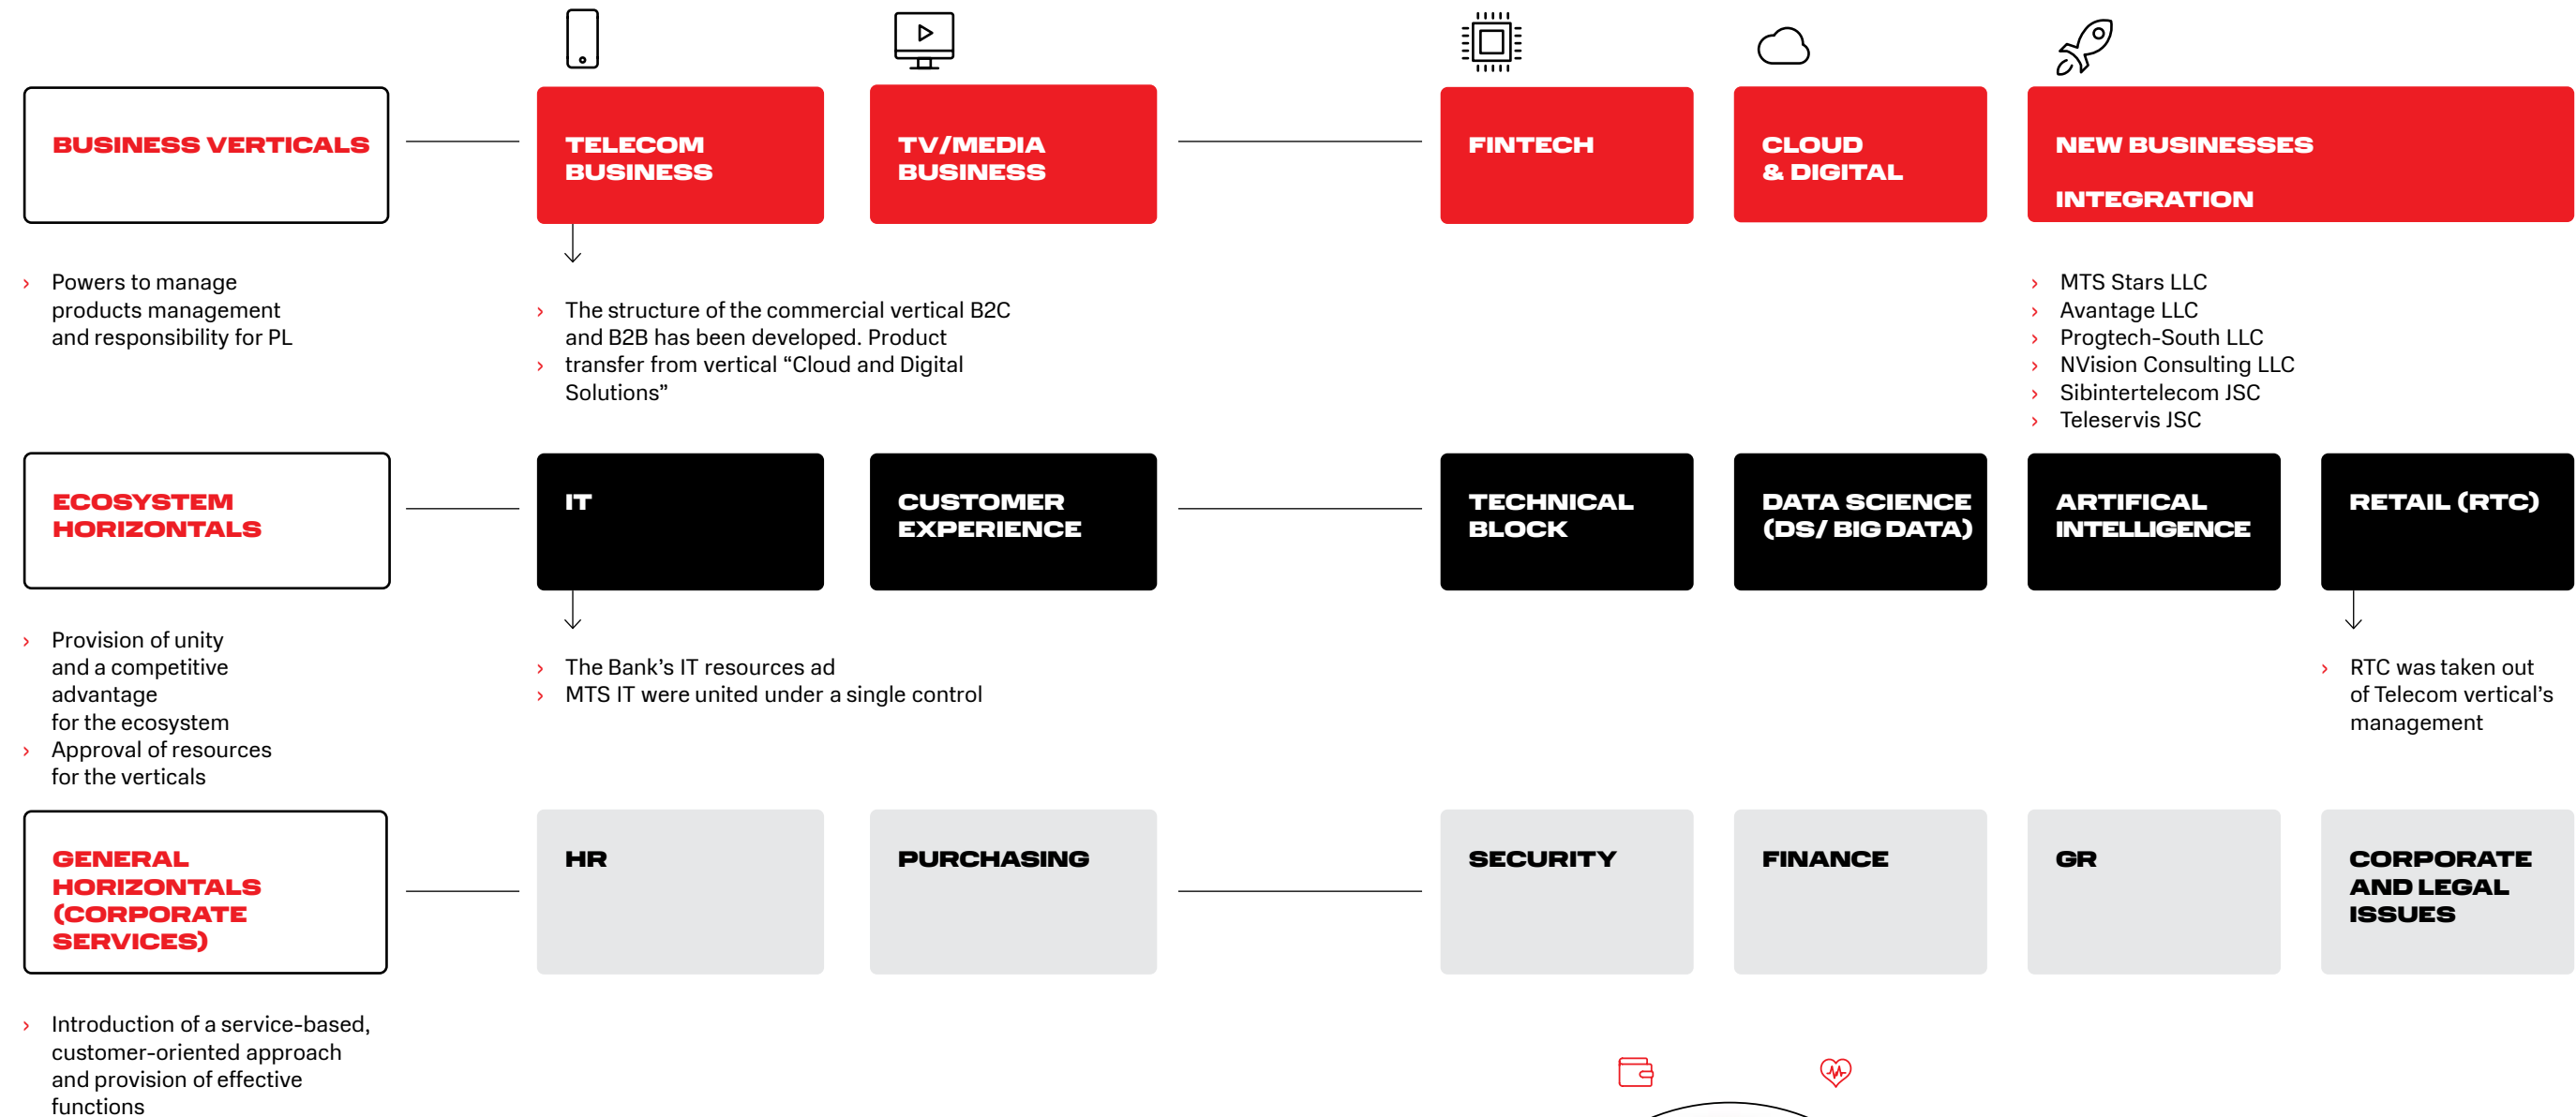 BUSINESS VERTICALS
TELECOM
BUSINESS
TV/MEDIA
BUSINESS
FINTECH
CLOUD
& DIGITAL
NEW BUSINESSES
INTEGRATION
› Powers to manage
products management
and responsibility for PL
› The structure of the commercial vertical B2C
and B2B has been developed. Product
› transfer from vertical “Cloud and Digital
Solutions”
› MTS Stars LLC
› Avantage LLC
› Progtech-South LLC
› NVision Consulting LLC
› Sibintertelecom JSC
› Teleservis JSC
ECOSYSTEM
HORIZONTALS
IT
CUSTOMER
EXPERIENCE
TECHNICAL
BLOCK
DATA SCIENCE
(DS/ BIG DATA)
ARTIFICAL
INTELLIGENCE
RETAIL (RTC)
› Provision of unity
and a competitive
advantage
for the ecosystem
› Approval of resources
for the verticals
› The Bank’s IT resources ad
› MTS IT were united under a single control
› RTC was taken out
of Telecom vertical’s
management
GENERAL
HORIZONTALS
(CORPORATE
SERVICES)
HR
PURCHASING
SECURITY
FINANCE
GR
CORPORATE
AND LEGAL
ISSUES
› Introduction of a service-based,
customer-oriented approach
and provision of effective
functions